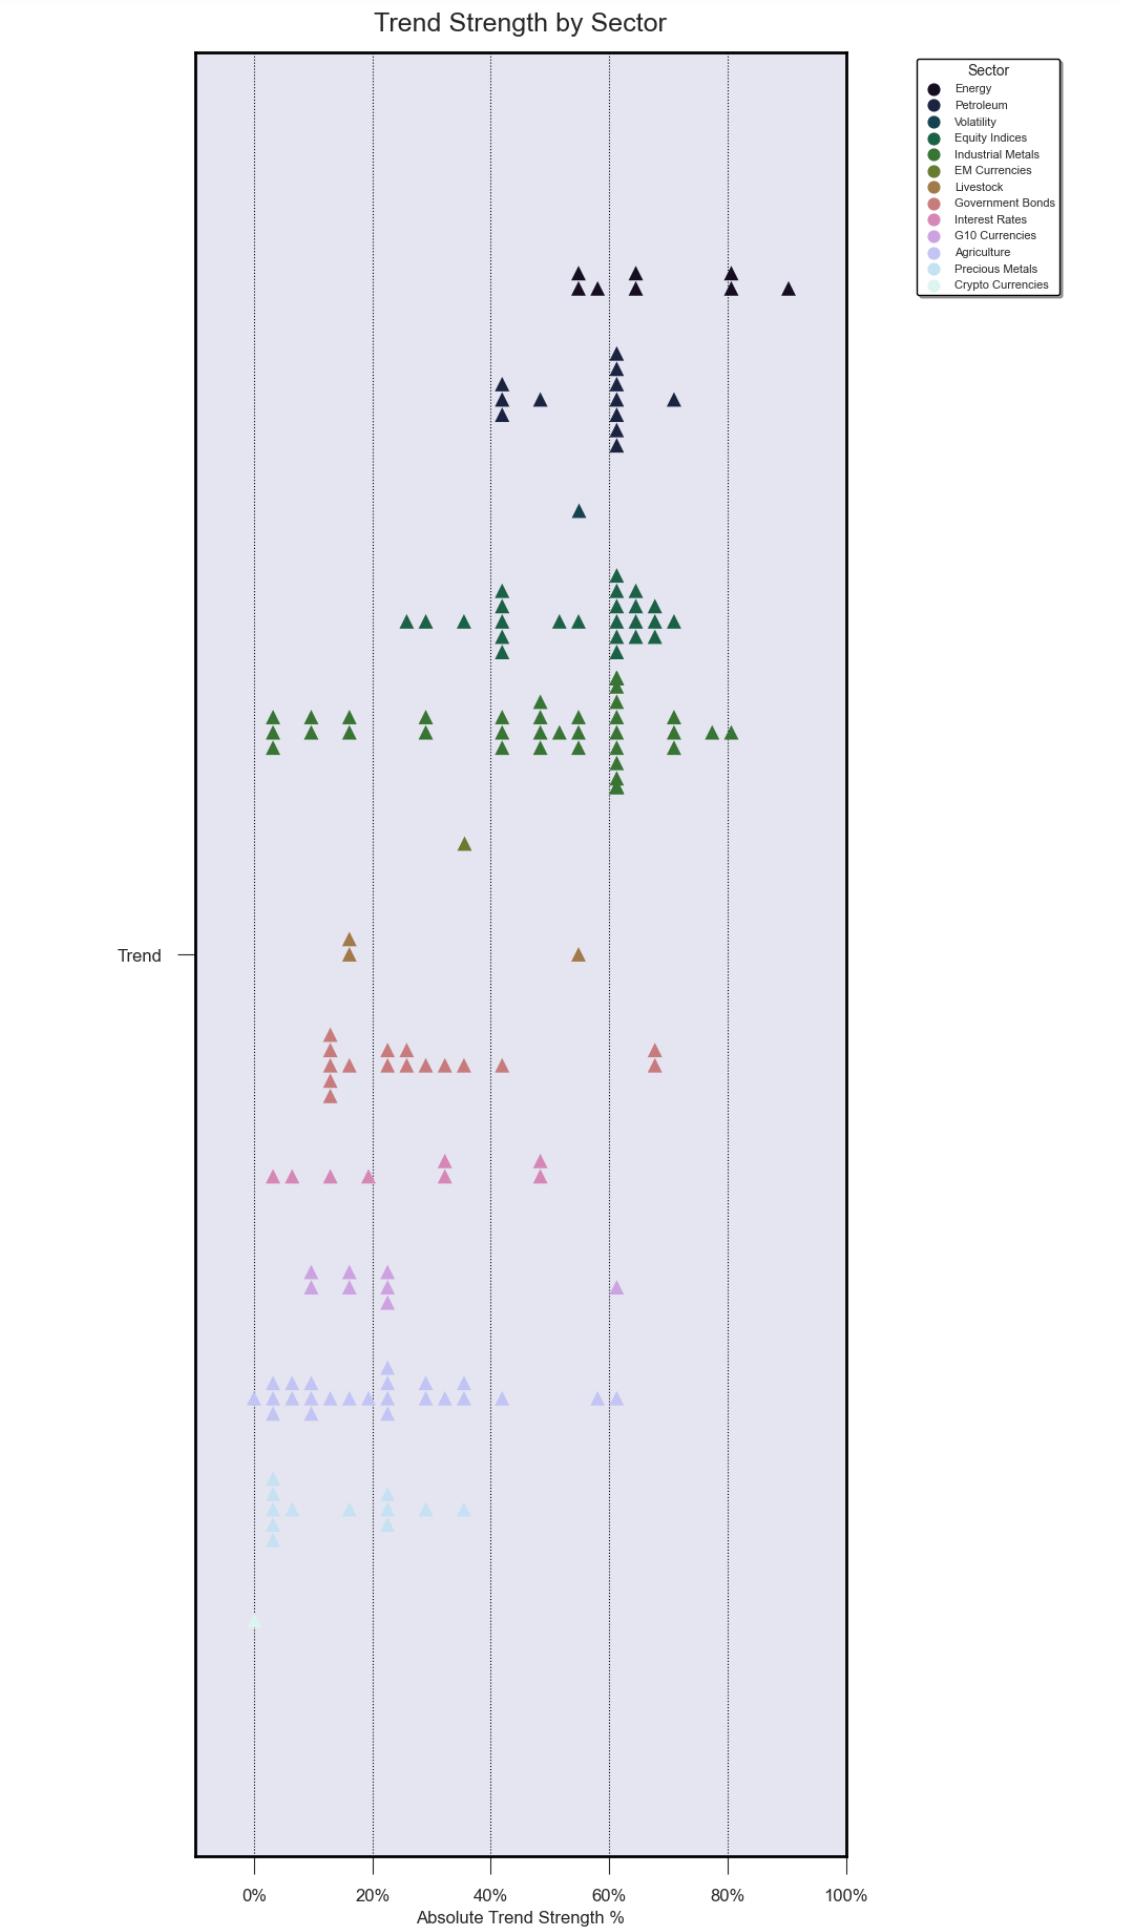 Trend Strength by Sector
Sector
Energy
Petroleum
Volatility
Equity Indices
Industrial Metals
EM Currencies
Livestock
Government Bonds
Interest Rates
G10 Currencies
Agriculture
Precious Metals
Crypto Currencies
Trend
0% 20% 40% 60% 80% 100%
Absolute Trend Strength %